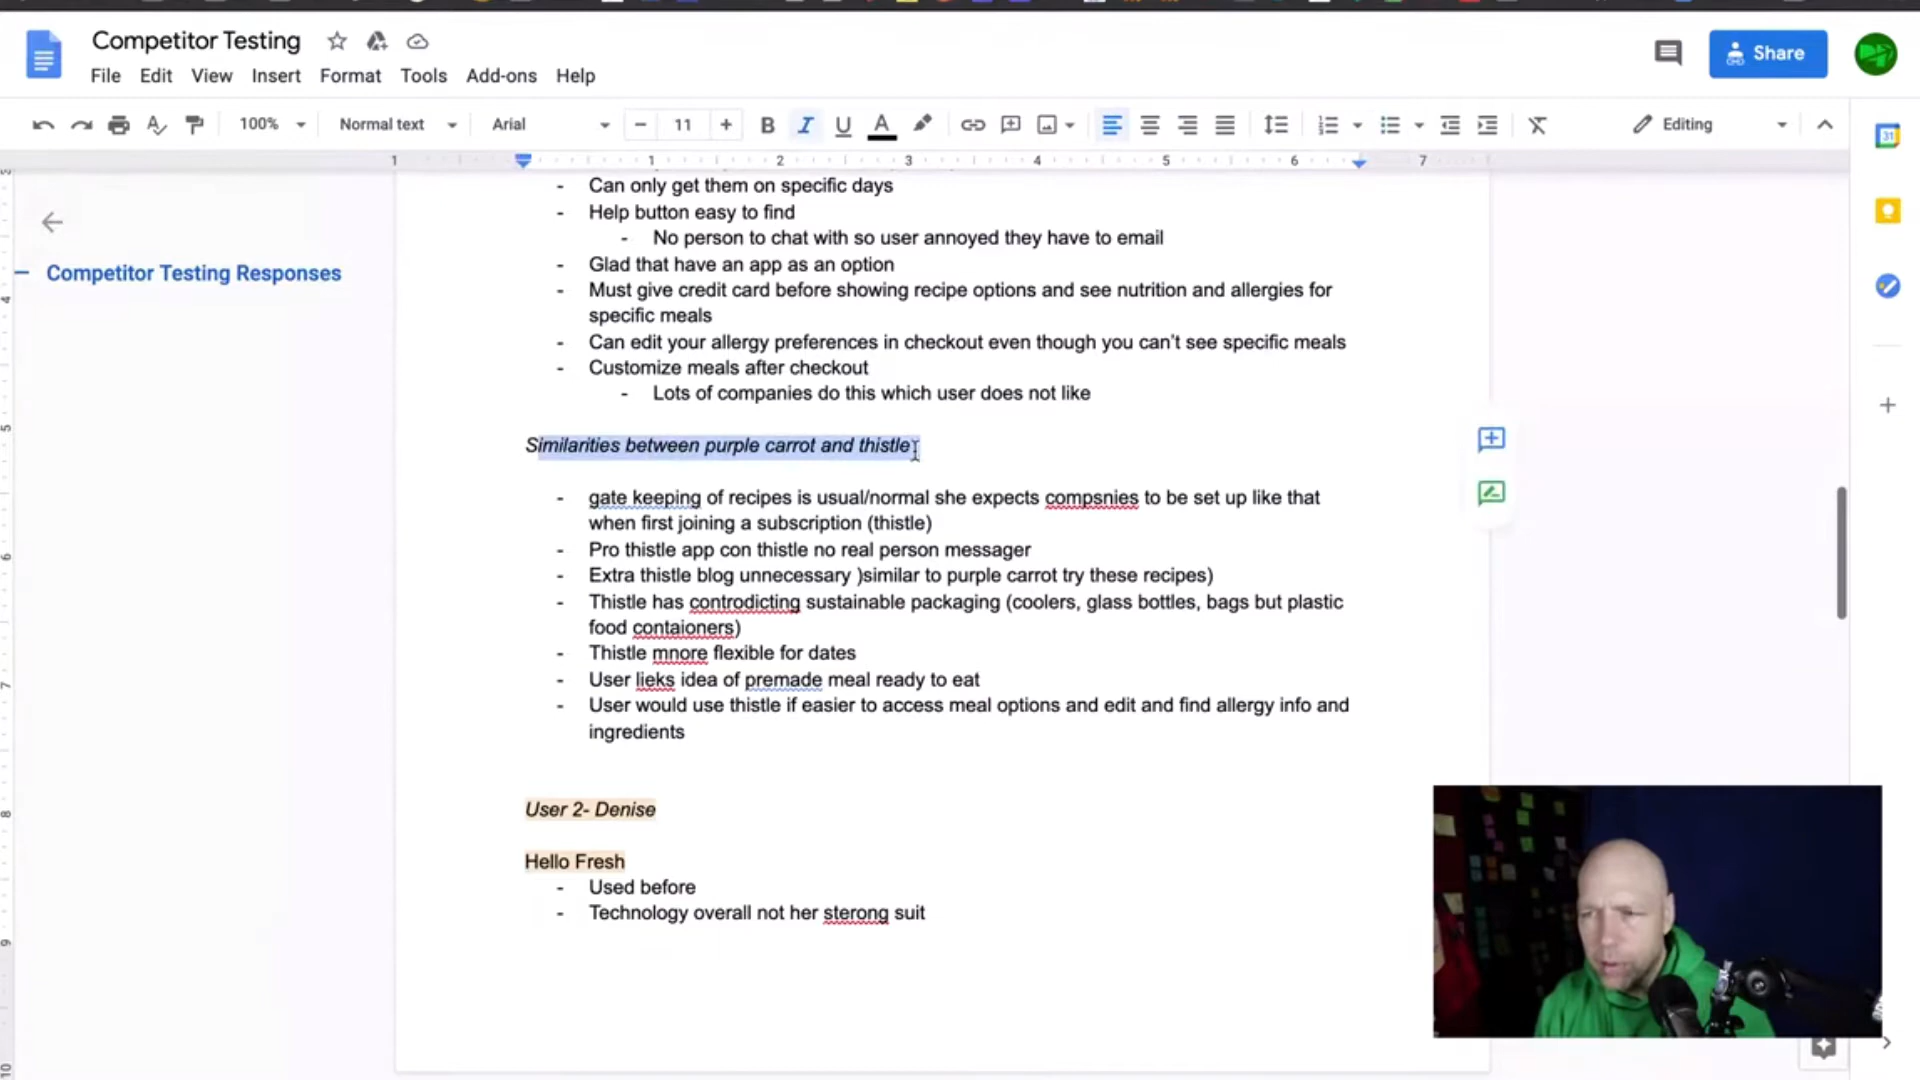 Competitor Testing
File Edit View Insert Format Tools Add-ons Help
Share
100% Normal text Arial 11 Editing
1 1 2 3 4 5 6 7
31
Competitor Testing Responses
- Can only get them on specific days
- Help button easy to find
- No person to chat with so user annoyed they have to email
- Glad that have an app as an option
- Must give credit card before showing recipe options and see nutrition and allergies for
specific meals
- Can edit your allergy preferences in checkout even though you can't see specific meals
- Customize meals after checkout
- Lots of companies do this which user does not like
Similarities between purple carrot and thistle
- gate keeping of recipes is usual/normal she expects compsnies to be set up like that
when first joining a subscription (thistle)
- Pro thistle app con thistle no real person messager
- Extra thistle blog unnecessary )similar to purple carrot try these recipes)
- Thistle has controdicting sustainable packaging (coolers, glass bottles, bags but plastic
food contaioners)
- Thistle mnore flexible for dates
- User lieks idea of premade meal ready to eat
- User would use thistle if easier to access meal options and edit and find allergy info and
ingredients
User 2- Denise
Hello Fresh
- Used before
- Technology overall not her sterong suit